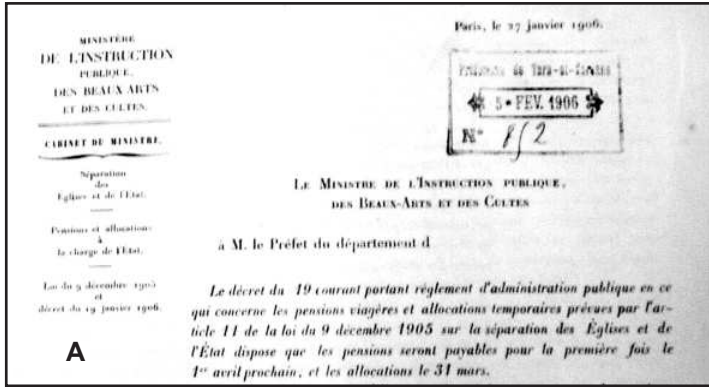 Paris, le 27 janvier 1906.
MINISTÈRE
DE L'INSTRUCTION
PUBLIQUE,
DES BEAUX-ARTS
ET DES CULTES.
CABINET DU MINISTRE.
Séparation
des
Églises et de l'État.
Pensions et allocations
à
la charge de l'État.
Loi du 9 décembre 1905
et
décret du 19 janvier 1906.
Préfecture de Tarn-et-Garonne
5 • FEV. 1906
N° 852
LE MINISTRE DE L'INSTRUCTION PUBLIQUE,
DES BEAUX-ARTS ET DES CULTES
à M. le Préfet du département d
Le décret du 19 courant portant règlement d'administration publique en ce
qui concerne les pensions viagères et allocations temporaires prévues par l'ar-
ticle 11 de la loi du 9 décembre 1905 sur la séparation des Églises et de
l'État dispose que les pensions seront payables pour la première fois le
1er avril prochain, et les allocations le 31 mars.
A